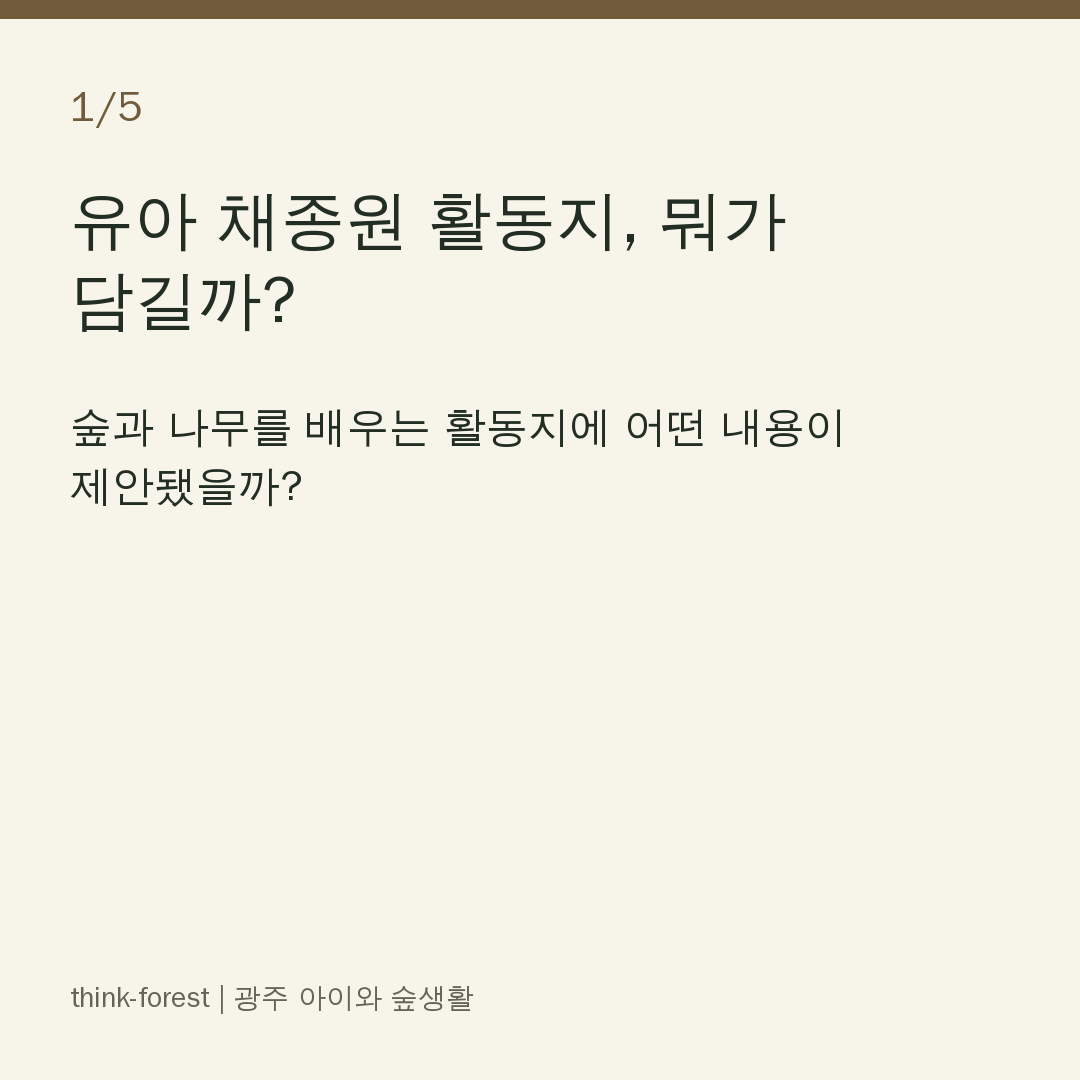 1/5
유아 채종원 활동지, 뭐가
담길까?
숲과 나무를 배우는 활동지에 어떤 내용이
제안됐을까?
think-forest | 광주 아이와 숲생활